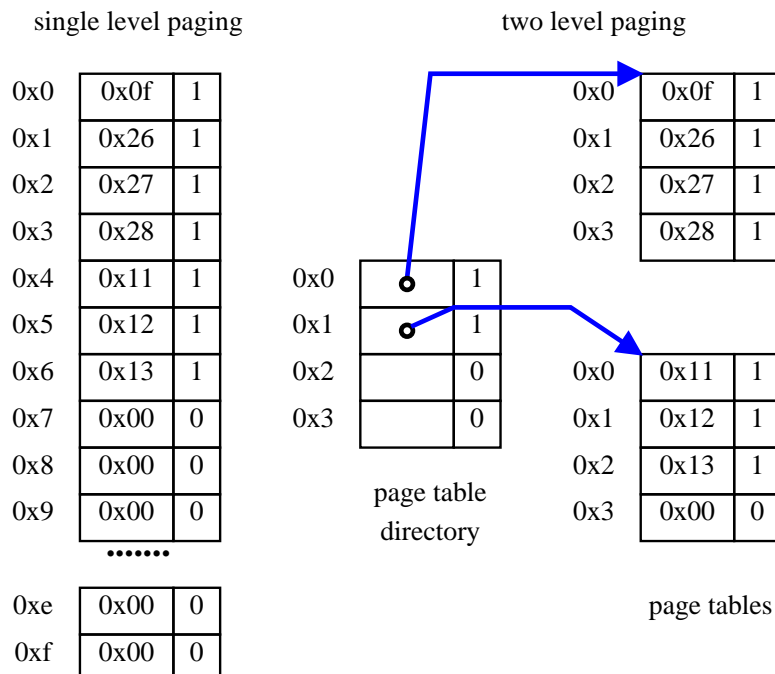 single level paging
0x0 0x0f 1
0x1 0x26 1
0x2 0x27 1
0x3 0x28 1
0x4 0x11 1
0x5 0x12 1
0x6 0x13 1
0x7 0x00 0
0x8 0x00 0
0x9 0x00 0
.......
0xe 0x00 0
0xf 0x00 0
two level paging
0x0 1
0x1 1
0x2 0
0x3 0
page table
directory
0x0 0x0f 1
0x1 0x26 1
0x2 0x27 1
0x3 0x28 1
0x0 0x11 1
0x1 0x12 1
0x2 0x13 1
0x3 0x00 0
page tables